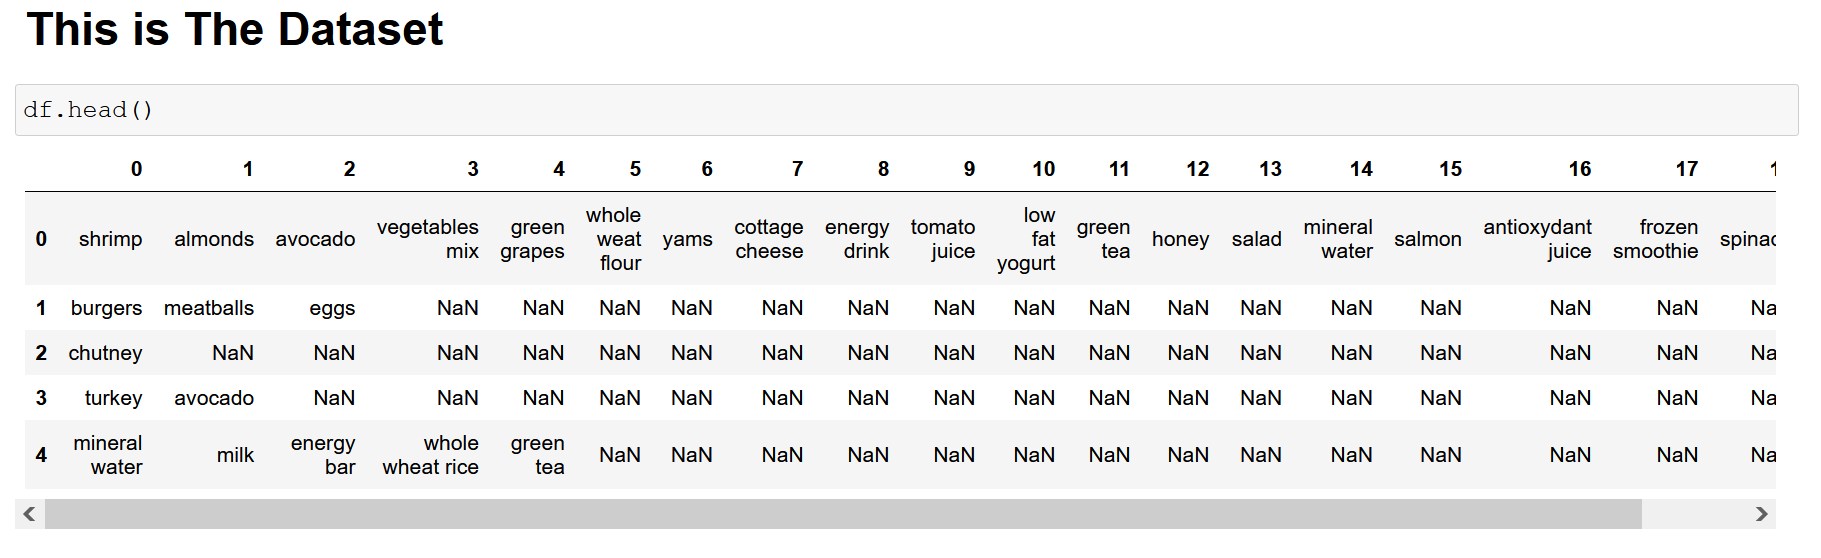 This is The Dataset
df.head()
0 1 2 3 4 5 6 7 8 9 10 11 12 13 14 15 16 17 1
0 shrimp almonds avocado vegetables mix green grapes whole weat flour yams cottage cheese energy drink tomato juice low fat yogurt green tea honey salad mineral water salmon antioxydant juice frozen smoothie spinac
1 burgers meatballs eggs NaN NaN NaN NaN NaN NaN NaN NaN NaN NaN NaN NaN NaN NaN NaN Na
2 chutney NaN NaN NaN NaN NaN NaN NaN NaN NaN NaN NaN NaN NaN NaN NaN NaN NaN Na
3 turkey avocado NaN NaN NaN NaN NaN NaN NaN NaN NaN NaN NaN NaN NaN NaN NaN NaN Na
4 mineral water milk energy bar whole wheat rice green tea NaN NaN NaN NaN NaN NaN NaN NaN NaN NaN NaN NaN NaN Na